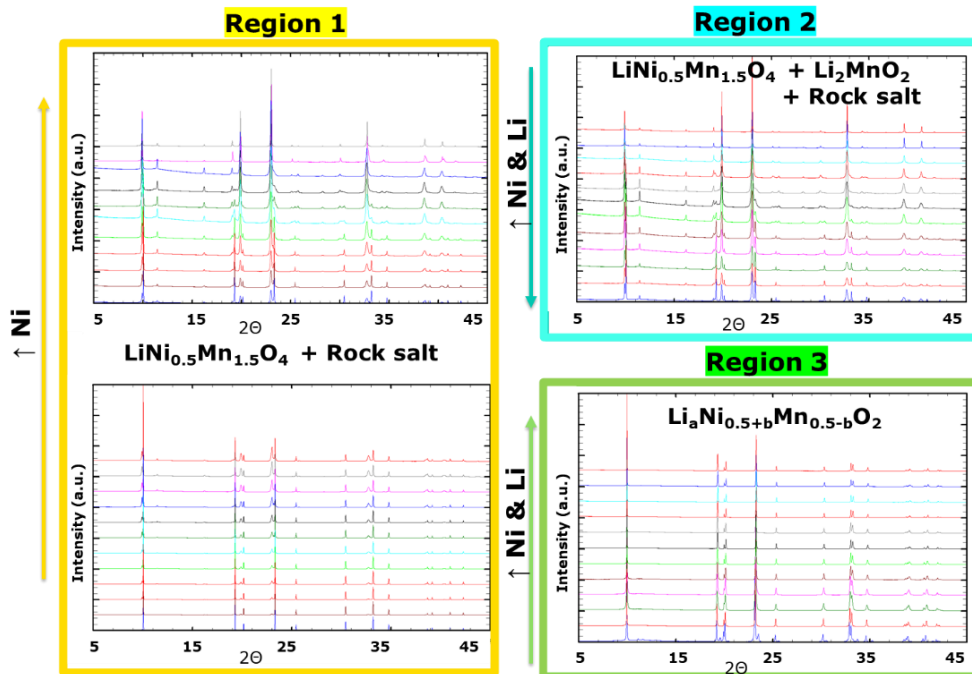 Region 1
Intensity (a.u.)
5 15 25 35 45
2Θ
LiNi0.5Mn1.5O4 + Rock salt
Intensity (a.u.)
5 15 25 35 45
2Θ
↑ Ni
Region 2
LiNi0.5Mn1.5O4 + Li2MnO2
+ Rock salt
↑ Ni & Li
Intensity (a.u.)
5 15 25 35 45
2Θ
Region 3
LiaNi0.5+bMn0.5-bO2
↑ Ni & Li
Intensity (a.u.)
5 15 25 35 45
2Θ